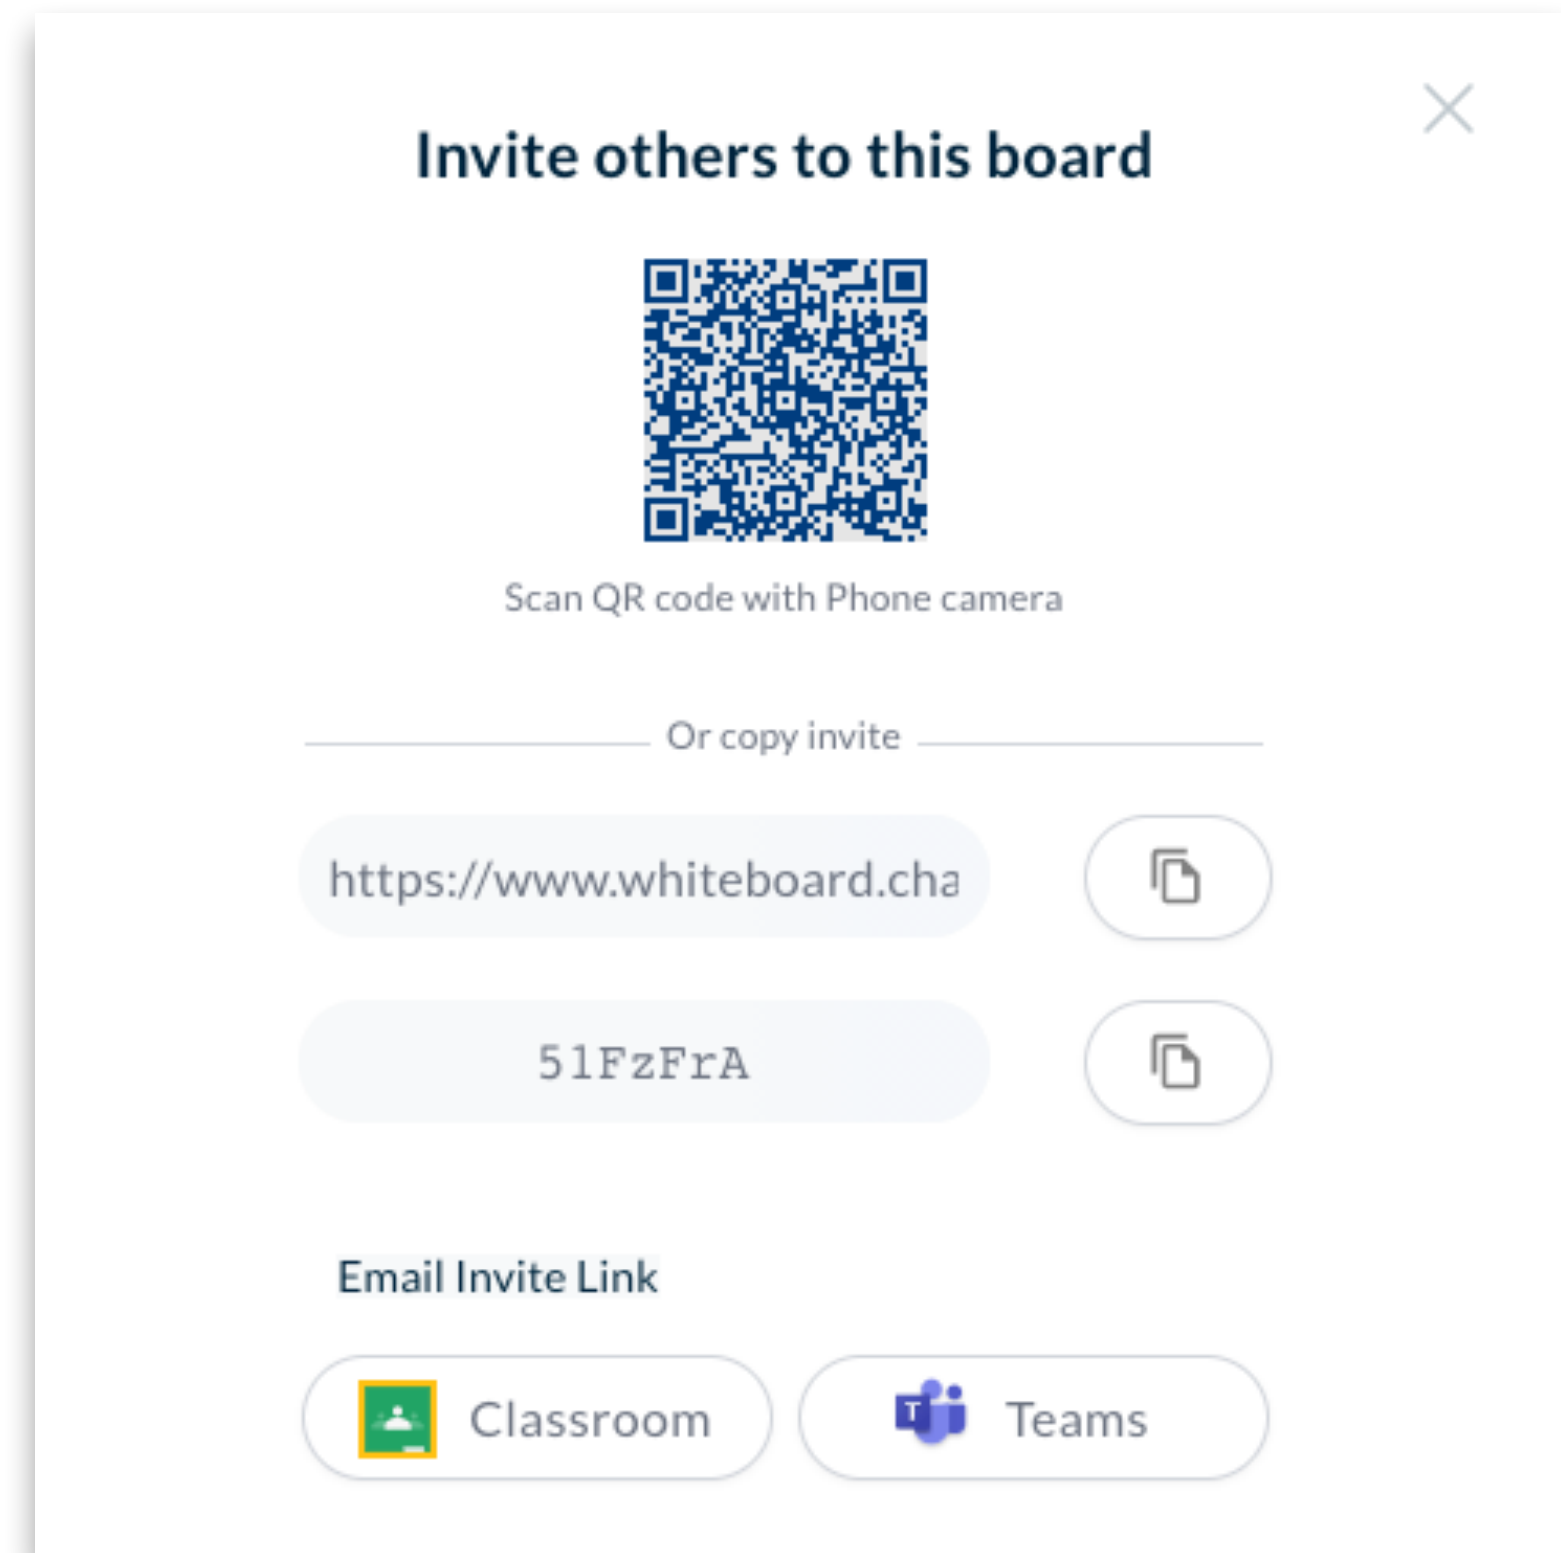 Invite others to this board
Scan QR code with Phone camera
Or copy invite
https://www.whiteboard.cha
51FzFrA
Email Invite Link
Classroom
T Teams